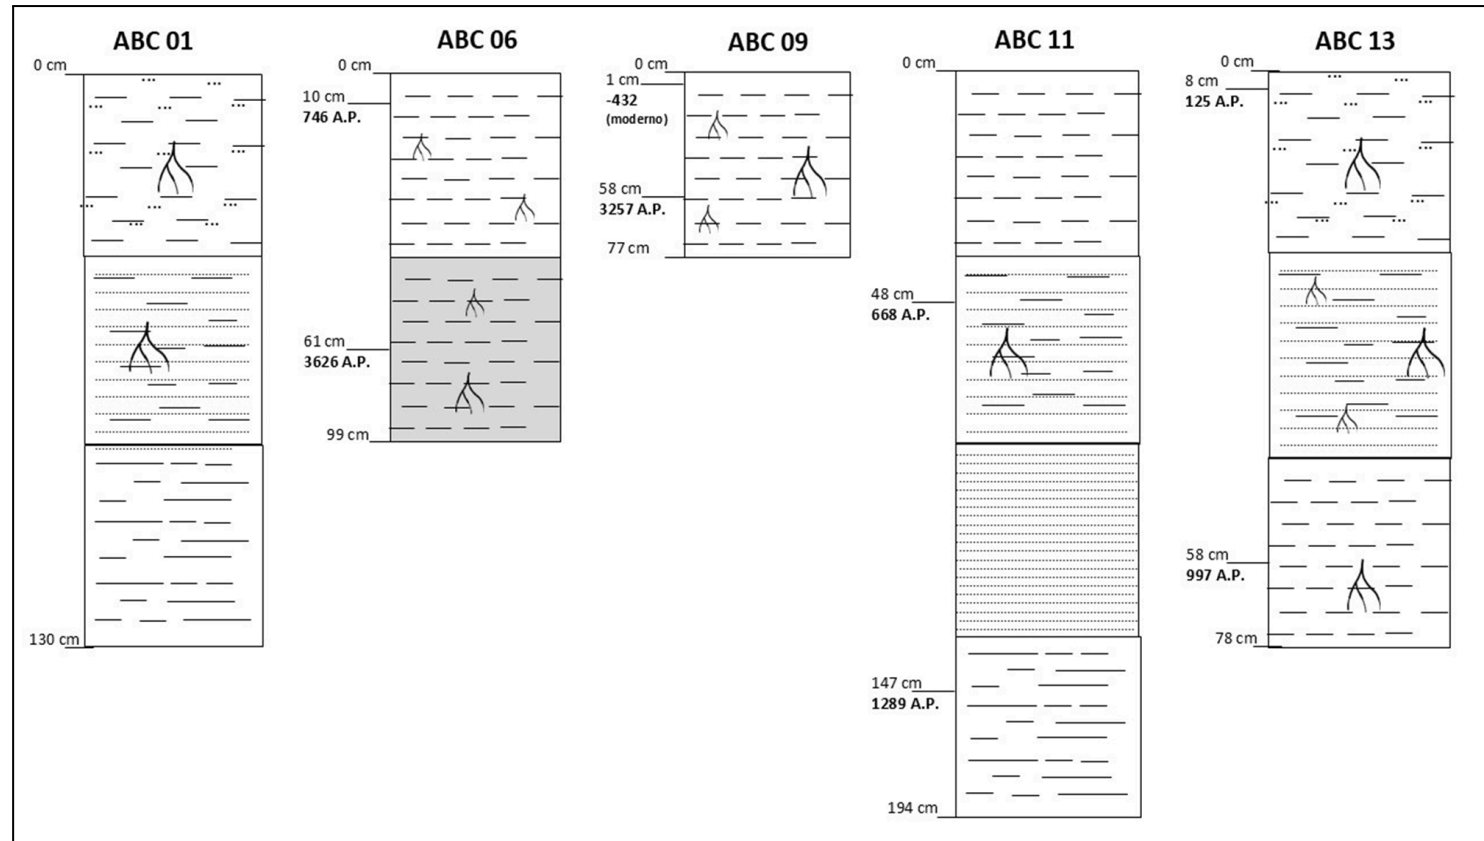 ABC 01
0 cm
130 cm
ABC 06
0 cm
10 cm
746 A.P.
61 cm
3626 A.P.
99 cm
ABC 09
0 cm
1 cm
-432
(moderno)
58 cm
3257 A.P.
77 cm
ABC 11
0 cm
48 cm
668 A.P.
147 cm
1289 A.P.
194 cm
ABC 13
0 cm
8 cm
125 A.P.
58 cm
997 A.P.
78 cm